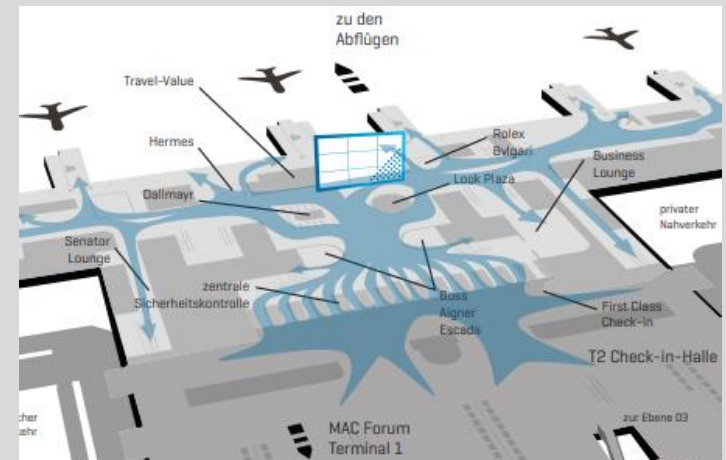 zu den
Abflügen
Travel-Value
Hermes
Rolex
Bvlgari
Business
Lounge
Look Plaza
Dallmayr
privater
Nahverkehr
Senator
Lounge
zentrale
Sicherheitskontrolle
Boss
Aigner
Escada
First Class
Check-in
T2 Check-in-Halle
MAC Forum
Terminal 1
zur Ebene 03